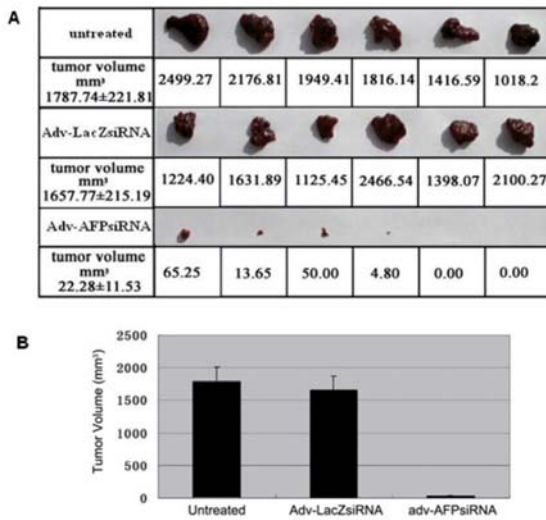 A
untreated
tumor volume
mm³
1787.74±221.81
2499.27 2176.81 1949.41 1816.14 1416.59 1018.2
Adv-LacZsiRNA
tumor volume
mm³
1657.77±215.19
1224.40 1631.89 1125.45 2466.54 1398.07 2100.27
Adv-AFPsiRNA
tumor volume
mm³
22.28±11.53
65.25 13.65 50.00 4.80 0.00 0.00
B
Tumor Volume (mm³)
2500
2000
1500
1000
500
0
Untreated Adv-LacZsiRNA adv-AFPsiRNA